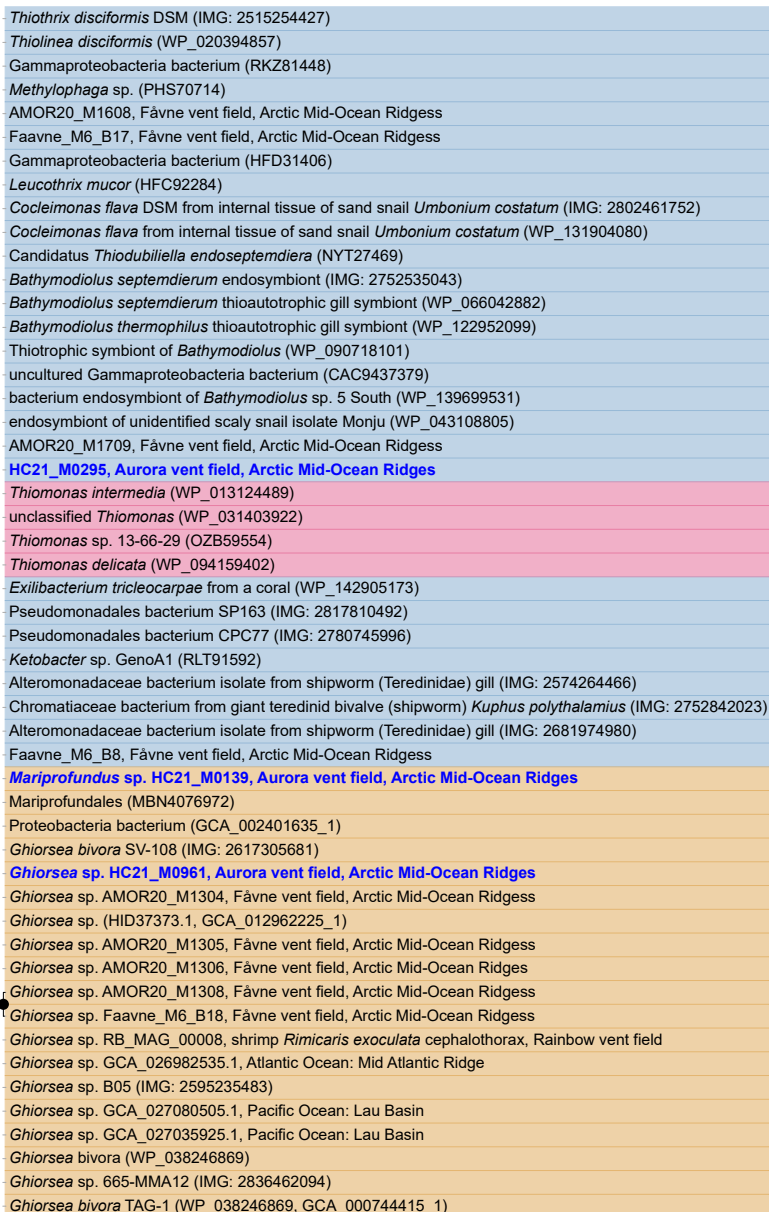 Thiothrix disciformis DSM (IMG: 2515254427)
Thiolinea disciformis (WP_020394857)
Gammaproteobacteria bacterium (RKZ81448)
Methylophaga sp. (PHS70714)
AMOR20_M1608, Fåvne vent field, Arctic Mid-Ocean Ridgess
Faavne_M6_B17, Fåvne vent field, Arctic Mid-Ocean Ridgess
Gammaproteobacteria bacterium (HFD31406)
Leucothrix mucor (HFC92284)
Cocleimonas flava DSM from internal tissue of sand snail Umbonium costatum (IMG: 2802461752)
Cocleimonas flava from internal tissue of sand snail Umbonium costatum (WP_131904080)
Candidatus Thiodubiliella endoseptemdiera (NYT27469)
Bathymodiolus septemdierum endosymbiont (IMG: 2752535043)
Bathymodiolus septemdierum thioautotrophic gill symbiont (WP_066042882)
Bathymodiolus thermophilus thioautotrophic gill symbiont (WP_122952099)
Thiotrophic symbiont of Bathymodiolus (WP_090718101)
uncultured Gammaproteobacteria bacterium (CAC9437379)
bacterium endosymbiont of Bathymodiolus sp. 5 South (WP_139699531)
endosymbiont of unidentified scaly snail isolate Monju (WP_043108805)
AMOR20_M1709, Fåvne vent field, Arctic Mid-Ocean Ridgess
HC21_M0295, Aurora vent field, Arctic Mid-Ocean Ridges
Thiomonas intermedia (WP_013124489)
unclassified Thiomonas (WP_031403922)
Thiomonas sp. 13-66-29 (OZB59554)
Thiomonas delicata (WP_094159402)
Exilibacterium tricleocarpae from a coral (WP_142905173)
Pseudomonadales bacterium SP163 (IMG: 2817810492)
Pseudomonadales bacterium CPC77 (IMG: 2780745996)
Ketobacter sp. GenoA1 (RLT91592)
Alteromonadaceae bacterium isolate from shipworm (Teredinidae) gill (IMG: 2574264466)
Chromatiaceae bacterium from giant teredinid bivalve (shipworm) Kuphus polythalamius (IMG: 2752842023)
Alteromonadaceae bacterium isolate from shipworm (Teredinidae) gill (IMG: 2681974980)
Faavne_M6_B8, Fåvne vent field, Arctic Mid-Ocean Ridgess
Mariprofundus sp. HC21_M0139, Aurora vent field, Arctic Mid-Ocean Ridges
Mariprofundales (MBN4076972)
Proteobacteria bacterium (GCA_002401635_1)
Ghiorsea bivora SV-108 (IMG: 2617305681)
Ghiorsea sp. HC21_M0961, Aurora vent field, Arctic Mid-Ocean Ridges
Ghiorsea sp. AMOR20_M1304, Fåvne vent field, Arctic Mid-Ocean Ridgess
Ghiorsea sp. (HID37373.1, GCA_012962225_1)
Ghiorsea sp. AMOR20_M1305, Fåvne vent field, Arctic Mid-Ocean Ridgess
Ghiorsea sp. AMOR20_M1306, Fåvne vent field, Arctic Mid-Ocean Ridges
Ghiorsea sp. AMOR20_M1308, Fåvne vent field, Arctic Mid-Ocean Ridgess
Ghiorsea sp. Faavne_M6_B18, Fåvne vent field, Arctic Mid-Ocean Ridgess
Ghiorsea sp. RB_MAG_00008, shrimp Rimicaris exoculata cephalothorax, Rainbow vent field
Ghiorsea sp. GCA_026982535.1, Atlantic Ocean: Mid Atlantic Ridge
Ghiorsea sp. B05 (IMG: 2595235483)
Ghiorsea sp. GCA_027080505.1, Pacific Ocean: Lau Basin
Ghiorsea sp. GCA_027035925.1, Pacific Ocean: Lau Basin
Ghiorsea bivora (WP_038246869)
Ghiorsea sp. 665-MMA12 (IMG: 2836462094)
Ghiorsea bivora TAG-1 (WP_038246869, GCA_000744415_1)